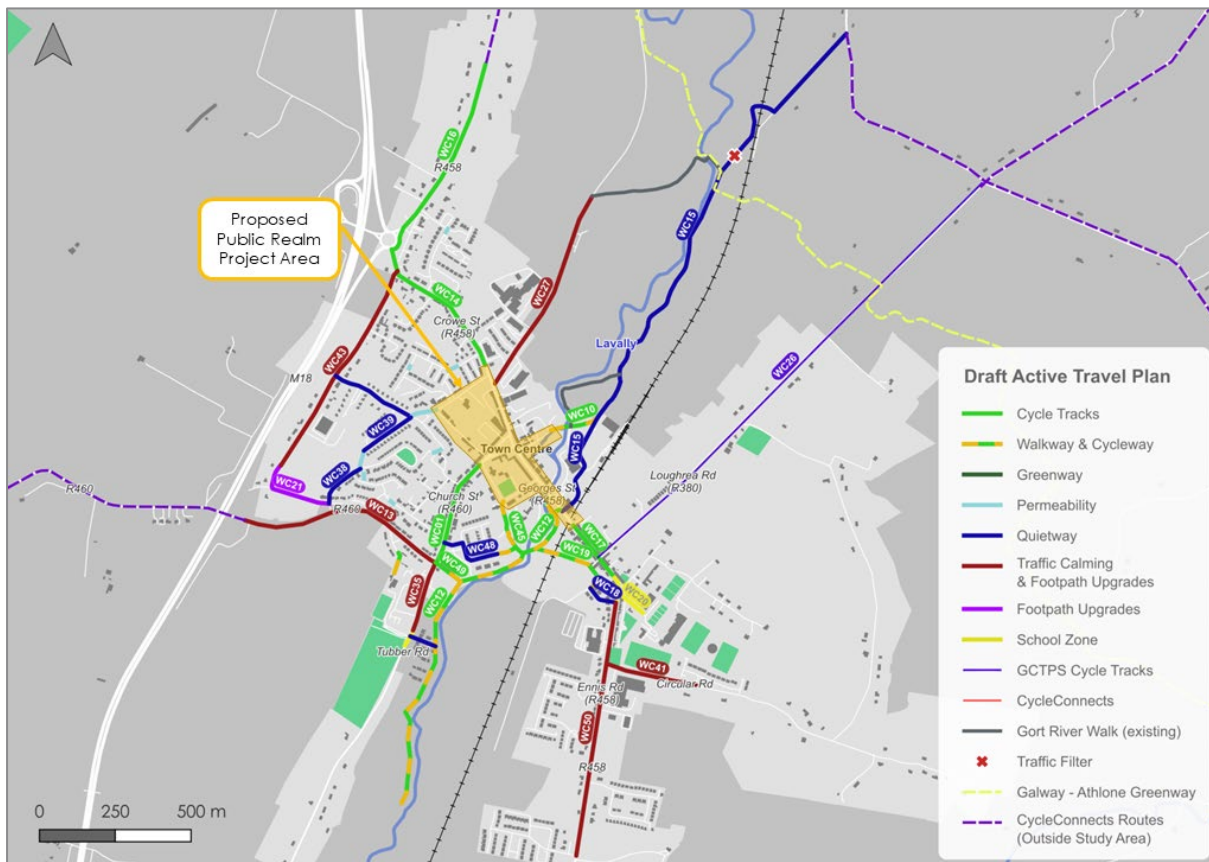 WC16
R458
Proposed
Public Realm
Project Area
WC15
WC27
WC14
Crowe St
(R458)
Lavally
WC43
M18
WC26
WC39
WC10
Town Centre
WC15
WC38
WC21
Loughrea Rd
(R380)
Georges St
(R458)
Church St
(R460)
R460
R460
WC13
WC01
WC45
WC12
WC17
WC48
WC19
WC49
WC18
WC20
WC35
WC12
Tubber Rd
WC41
Circular Rd
Ennis Rd
(R458)
WC50
R458
0 250 500 m
Draft Active Travel Plan
Cycle Tracks
Walkway & Cycleway
Greenway
Permeability
Quietway
Traffic Calming
& Footpath Upgrades
Footpath Upgrades
School Zone
GCTPS Cycle Tracks
CycleConnects
Gort River Walk (existing)
Traffic Filter
Galway - Athlone Greenway
CycleConnects Routes
(Outside Study Area)